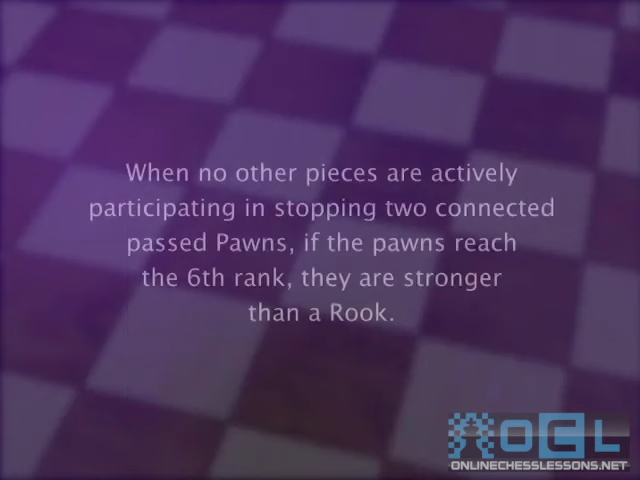 When no other pieces are actively
participating in stopping two connected
passed Pawns, if the pawns reach
the 6th rank, they are stronger
than a Rook.
OCL
ONLINECHESSLESSONS.NET